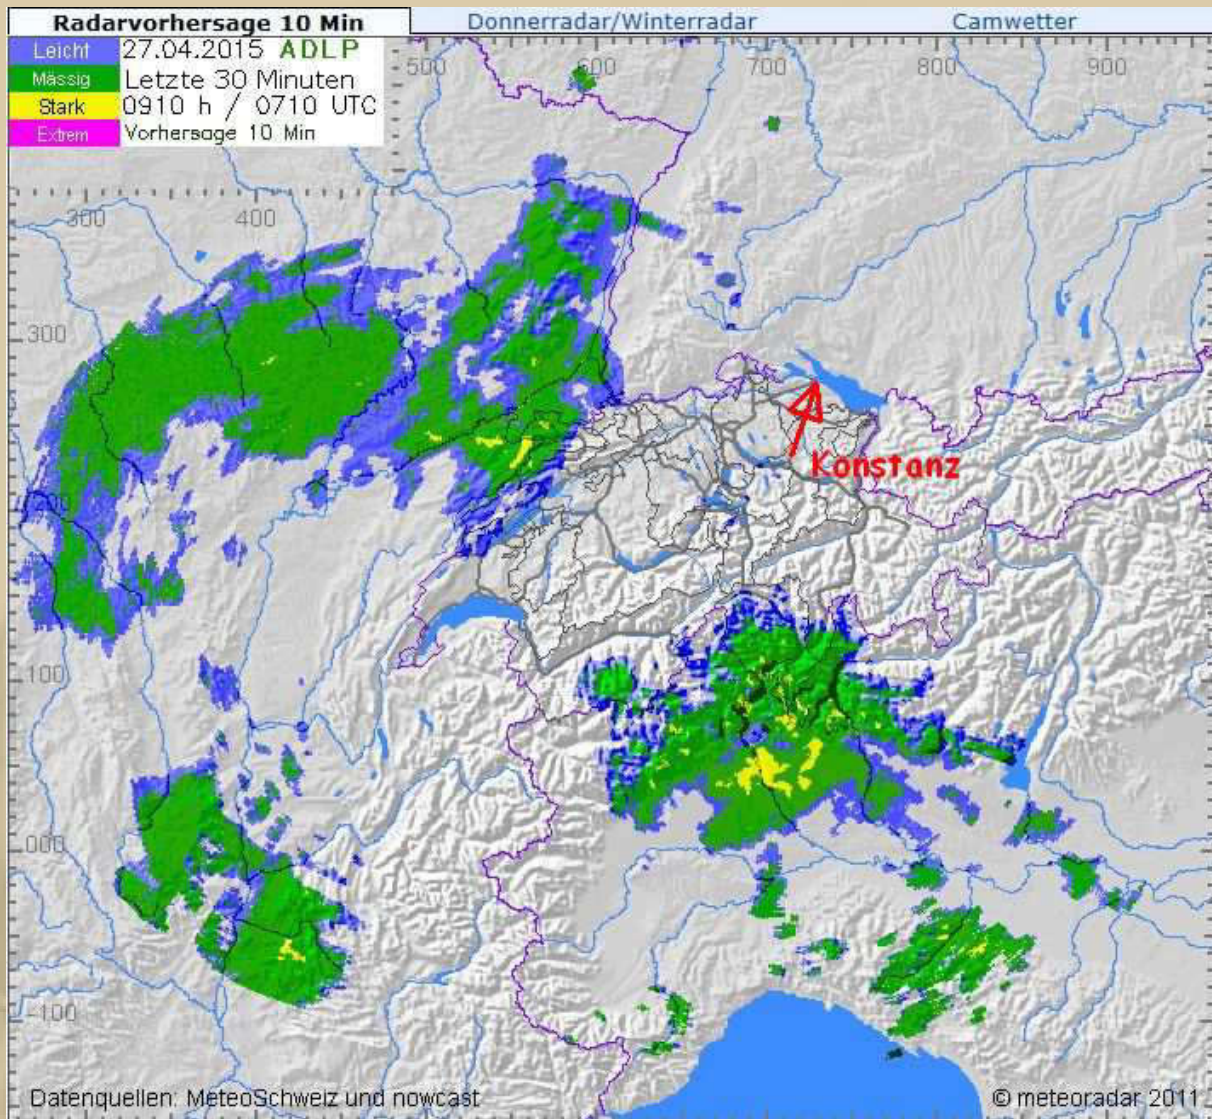 Radarvorhersage 10 Min Donnerradar/Winterradar Camwetter
Leicht 27.04.2015 ADLP
Mässig Letzte 30 Minuten
Stark 0910 h / 0710 UTC
Extrem Vorhersage 10 Min
500 600 700 800 900
300 400
300
Konstanz
200
100
000
-100
Datenquellen: MeteoSchweiz und nowcast © meteoradar 2011